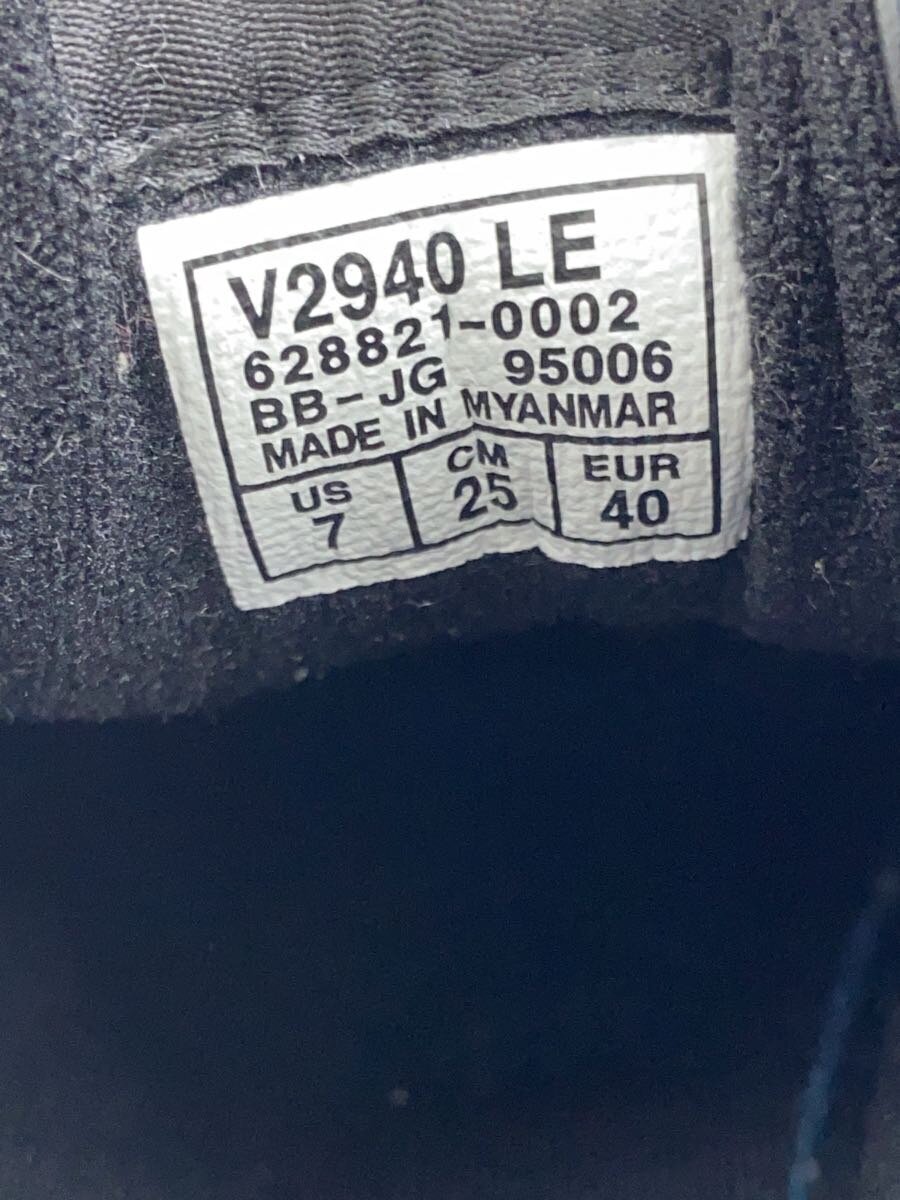 V2940 LE
628821-0002
BB-JG 95006
MADE IN MYANMAR
US CM EUR
7 25 40